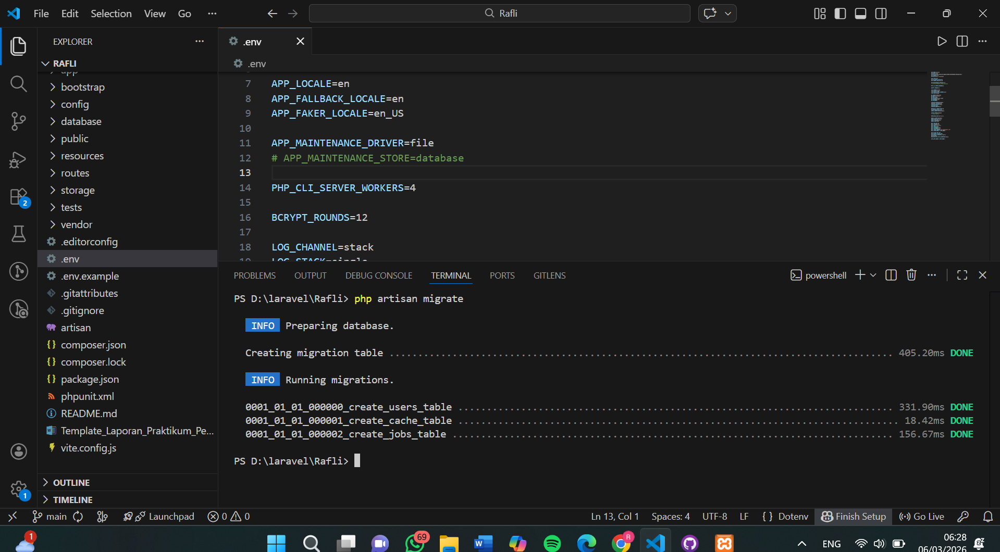 File Edit Selection View Go ···
Rafli
EXPLORER
RAFLI
app
bootstrap
config
database
public
resources
routes
storage
tests
vendor
.editorconfig
.env
.env.example
.gitattributes
.gitignore
artisan
composer.json
composer.lock
package.json
phpunit.xml
README.md
Template_Laporan_Praktikum_Pe...
vite.config.js
OUTLINE
TIMELINE
2
1
.env
.env
7 APP_LOCALE=en
8 APP_FALLBACK_LOCALE=en
9 APP_FAKER_LOCALE=en_US
10
11 APP_MAINTENANCE_DRIVER=file
12 # APP_MAINTENANCE_STORE=database
13
14 PHP_CLI_SERVER_WORKERS=4
15
16 BCRYPT_ROUNDS=12
17
18 LOG_CHANNEL=stack
19 LOG_STACK=single
PROBLEMS OUTPUT DEBUG CONSOLE TERMINAL PORTS GITLENS
powershell
PS D:\laravel\Rafli> php artisan migrate
INFO Preparing database.
Creating migration table ........ 405.20ms DONE
INFO Running migrations.
0001_01_01_000000_create_users_table ........ 331.90ms DONE
0001_01_01_000001_create_cache_table ........ 18.42ms DONE
0001_01_01_000002_create_jobs_table ........ 156.67ms DONE
PS D:\laravel\Rafli>
main Launchpad 0 0 Ln 13, Col 1 Spaces: 4 UTF-8 LF { } Dotenv Finish Setup Go Live
1 69 R ENG 06:28
06/03/2026